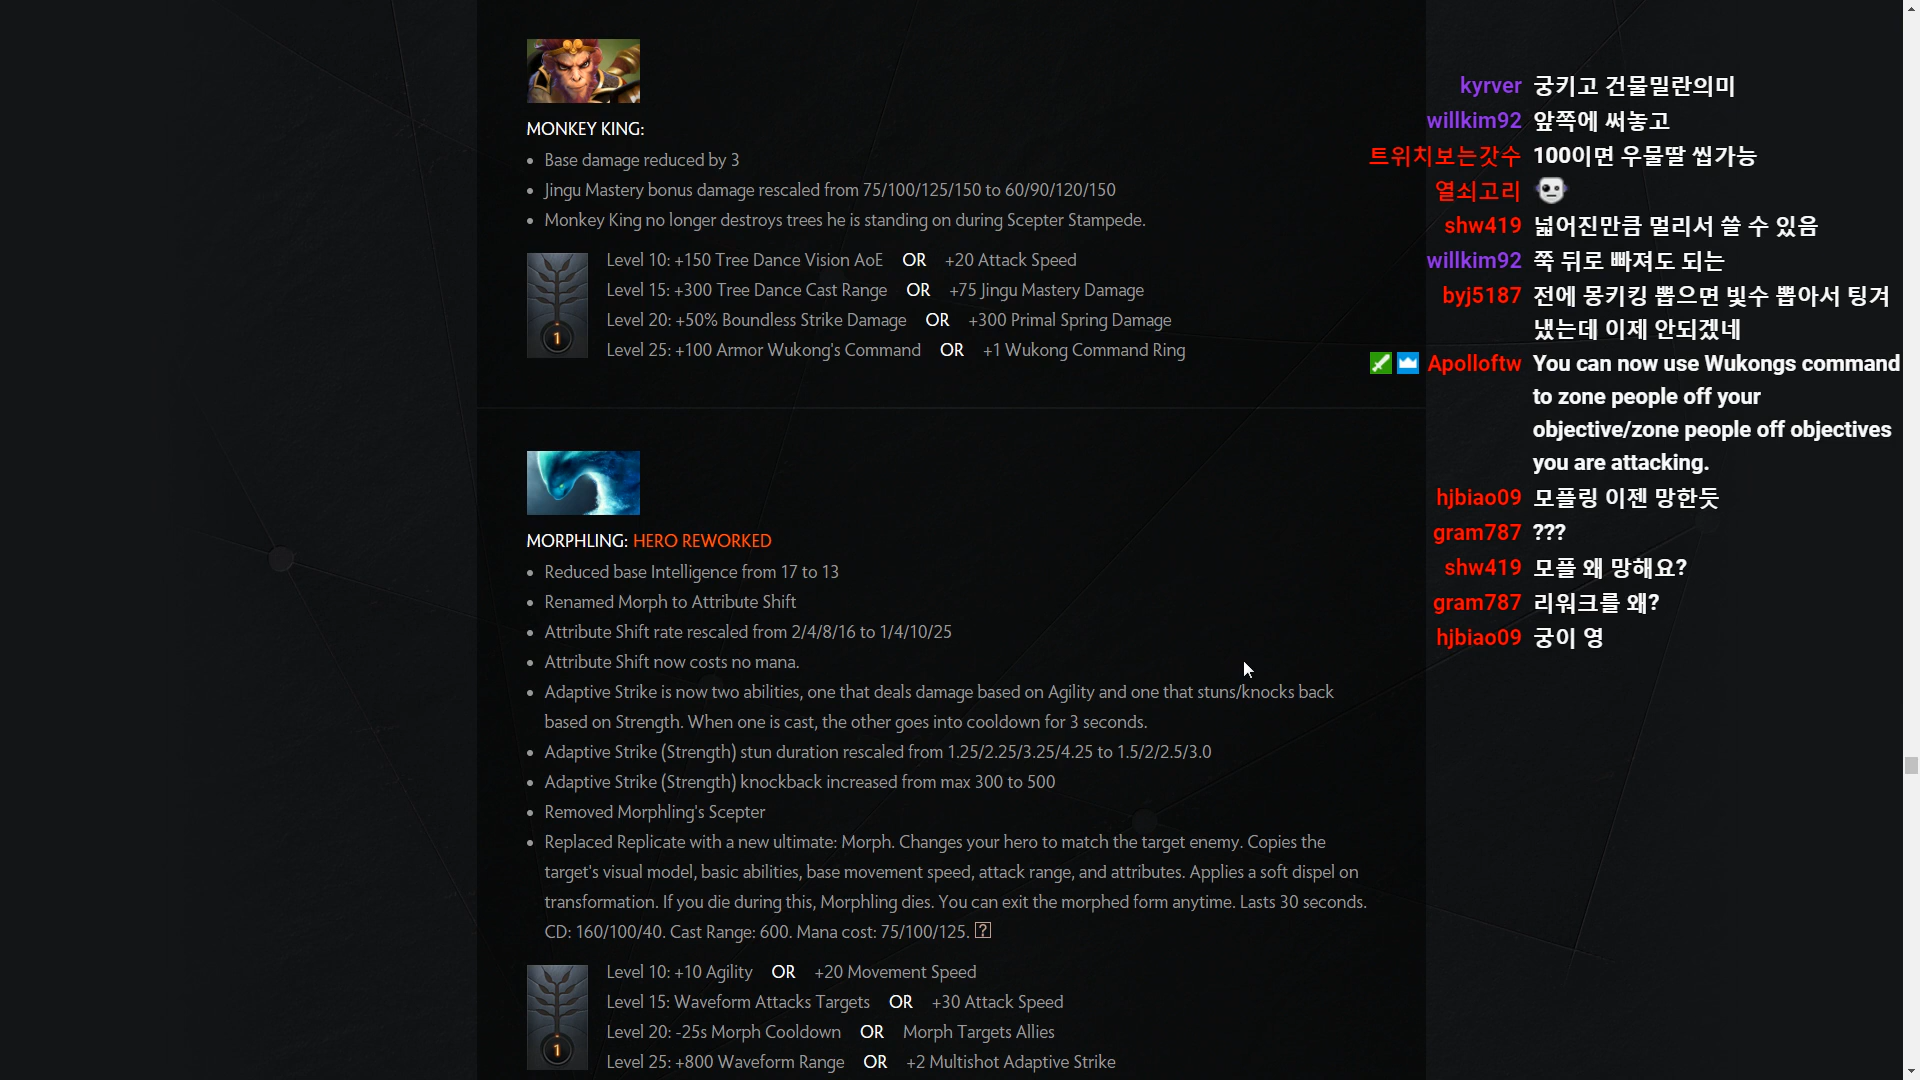 MONKEY KING:
• Base damage reduced by 3
• Jingu Mastery bonus damage rescaled from 75/100/125/150 to 60/90/120/150
• Monkey King no longer destroys trees he is standing on during Scepter Stampede.
1
Level 10: +150 Tree Dance Vision AoE OR +20 Attack Speed
Level 15: +300 Tree Dance Cast Range OR +75 Jingu Mastery Damage
Level 20: +50% Boundless Strike Damage OR +300 Primal Spring Damage
Level 25: +100 Armor Wukong's Command OR +1 Wukong Command Ring
MORPHLING: HERO REWORKED
• Reduced base Intelligence from 17 to 13
• Renamed Morph to Attribute Shift
• Attribute Shift rate rescaled from 2/4/8/16 to 1/4/10/25
• Attribute Shift now costs no mana.
• Adaptive Strike is now two abilities, one that deals damage based on Agility and one that stuns/knocks back
based on Strength. When one is cast, the other goes into cooldown for 3 seconds.
• Adaptive Strike (Strength) stun duration rescaled from 1.25/2.25/3.25/4.25 to 1.5/2/2.5/3.0
• Adaptive Strike (Strength) knockback increased from max 300 to 500
• Removed Morphling's Scepter
• Replaced Replicate with a new ultimate: Morph. Changes your hero to match the target enemy. Copies the
target's visual model, basic abilities, base movement speed, attack range, and attributes. Applies a soft dispel on
transformation. If you die during this, Morphling dies. You can exit the morphed form anytime. Lasts 30 seconds.
CD: 160/100/40. Cast Range: 600. Mana cost: 75/100/125. ?
1
Level 10: +10 Agility OR +20 Movement Speed
Level 15: Waveform Attacks Targets OR +30 Attack Speed
Level 20: -25s Morph Cooldown OR Morph Targets Allies
Level 25: +800 Waveform Range OR +2 Multishot Adaptive Strike
kyrver 궁키고 건물밀란의미
willkim92 앞쪽에 써놓고
트위치보는갓수 100이면 우물딸 씹가능
열쇠고리
shw419 넓어진만큼 멀리서 쓸 수 있음
willkim92 쭉 뒤로 빠져도 되는
byj5187 전에 몽키킹 뽑으면 빛수 뽑아서 팅겨
냈는데 이제 안되겠네
Apolloftw You can now use Wukongs command
to zone people off your
objective/zone people off objectives
you are attacking.
hjbiao09 모플링 이젠 망한듯
gram787 ???
shw419 모플 왜 망해요?
gram787 리워크를 왜?
hjbiao09 궁이 영